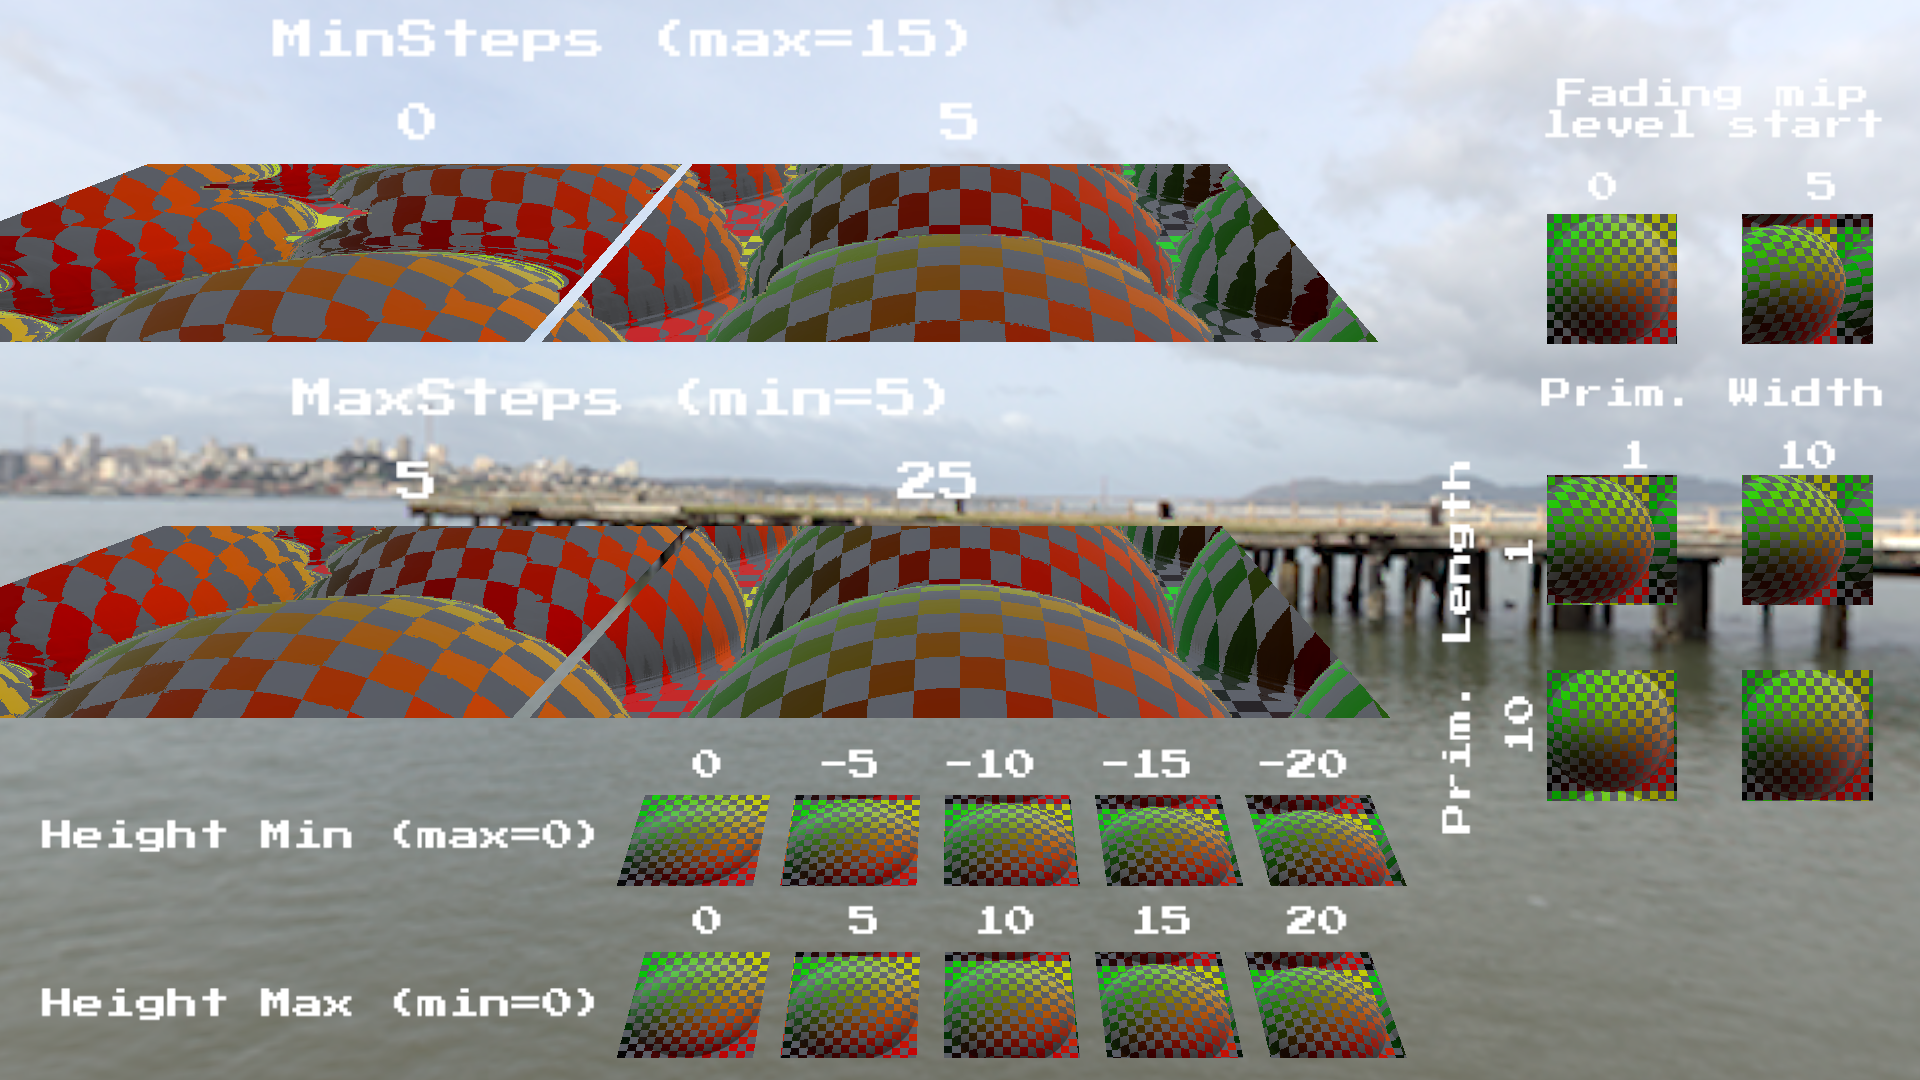 MinSteps (max=15)
0 5
Fading mip
level start
0 5
MaxSteps (min=5)
5 25
Prim. Width
1 10
Prim. Length
1
10
0 -5 -10 -15 -20
Height Min (max=0)
0 5 10 15 20
Height Max (min=0)